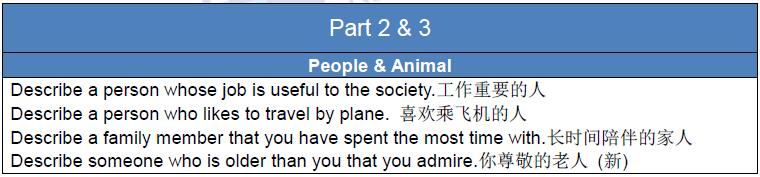 Part 2 & 3
People & Animal
Describe a person whose job is useful to the society.工作重要的人
Describe a person who likes to travel by plane. 喜欢乘飞机的人
Describe a family member that you have spent the most time with.长时间陪伴的家人
Describe someone who is older than you that you admire.你尊敬的老人 (新)